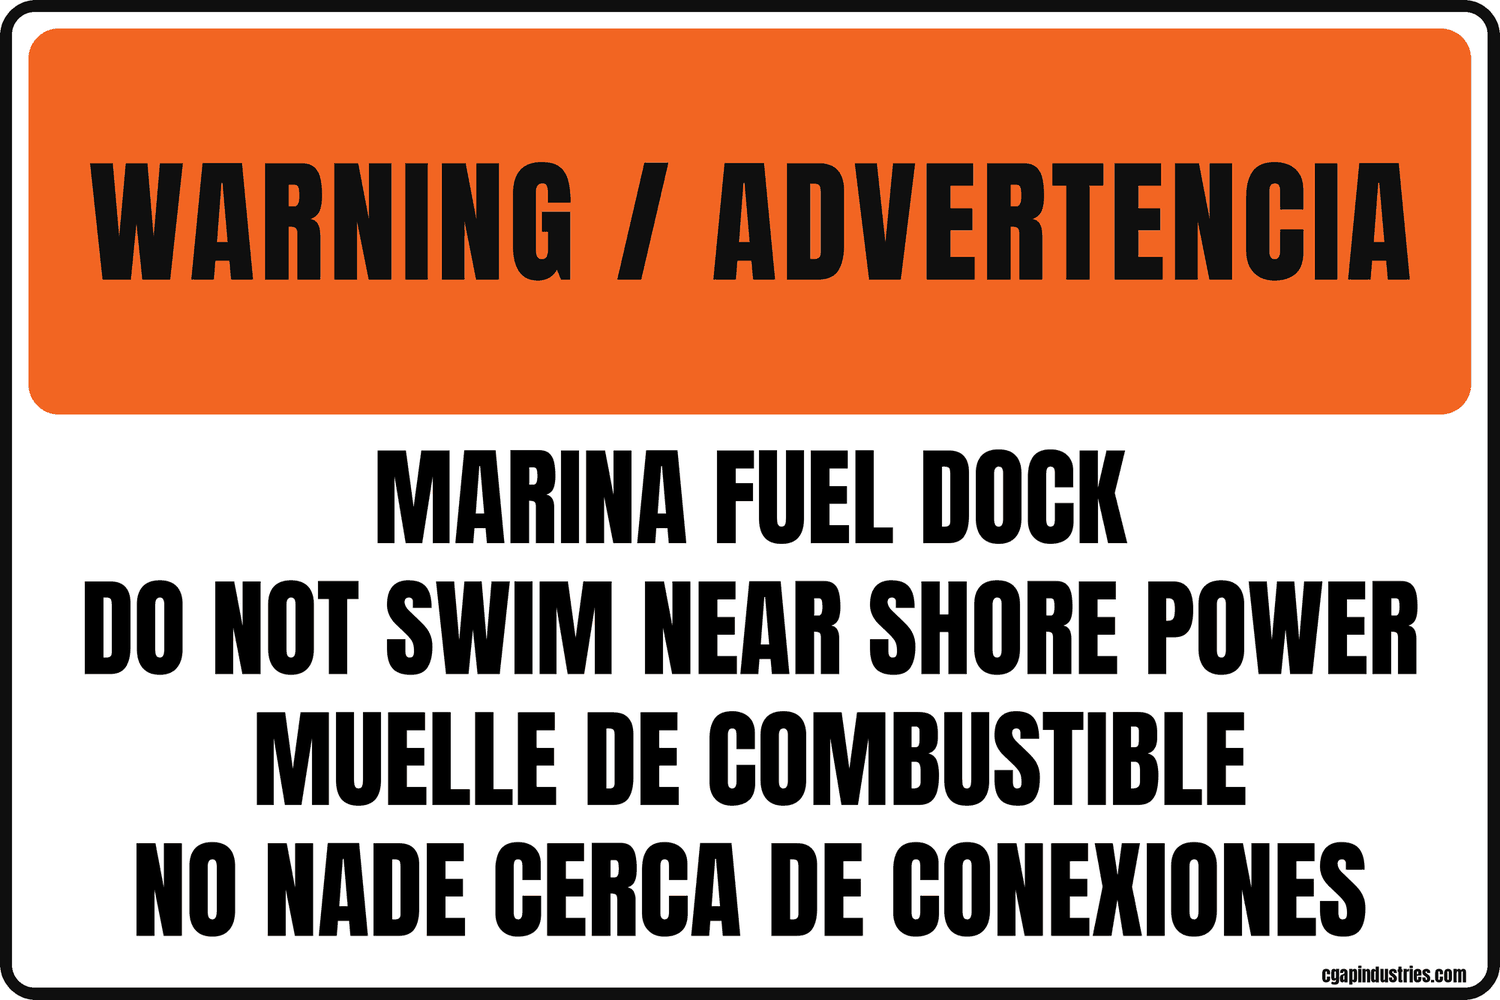 WARNING / ADVERTENCIA
MARINA FUEL DOCK
DO NOT SWIM NEAR SHORE POWER
MUELLE DE COMBUSTIBLE
NO NADE CERCA DE CONEXIONES
cgapindustries.com